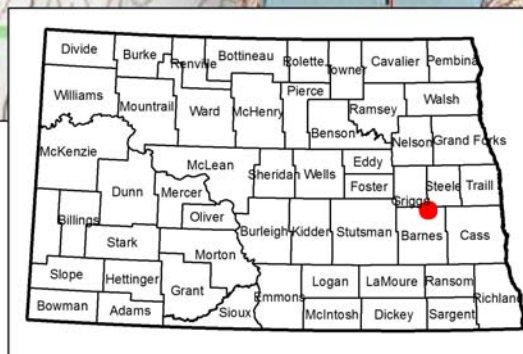 Divide Burke Renville Bottineau Rolette Towner Cavalier Pembina
Williams Mountrail Ward McHenry Pierce Ramsey Walsh
Benson Nelson Grand Forks
McKenzie McLean Sheridan Wells Eddy
Foster Griggs Steele Traill
Dunn Mercer Oliver
Billings Burleigh Kidder Stutsman Barnes Cass
Stark Morton
Slope Hettinger Grant Logan LaMoure Ransom
Emmons Richland
Bowman Adams Sioux McIntosh Dickey Sargent